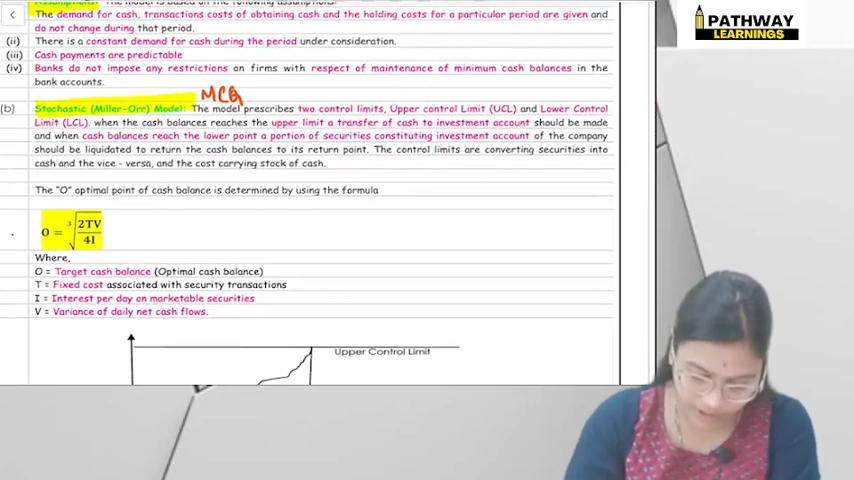 Assumptions: The model is based on the following assumptions:
The demand for cash, transactions costs of obtaining cash and the holding costs for a particular period are given and
do not change during that period.
(ii) There is a constant demand for cash during the period under consideration.
(iii) Cash payments are predictable
(iv) Banks do not impose any restrictions on firms with respect of maintenance of minimum cash balances in the
bank accounts.
MCQ
(b) Stochastic (Miller-Orr) Model: The model prescribes two control limits, Upper control Limit (UCL) and Lower Control
Limit (LCL). when the cash balances reaches the upper limit a transfer of cash to investment account should be made
and when cash balances reach the lower point a portion of securities constituting investment account of the company
should be liquidated to return the cash balances to its return point. The control limits are converting securities into
cash and the vice - versa, and the cost carrying stock of cash.
The "O" optimal point of cash balance is determined by using the formula
O = ∛(2TV/4I)
Where,
O = Target cash balance (Optimal cash balance)
T = Fixed cost associated with security transactions
I = Interest per day on marketable securities
V = Variance of daily net cash flows.
Upper Control Limit
PATHWAY
LEARNINGS